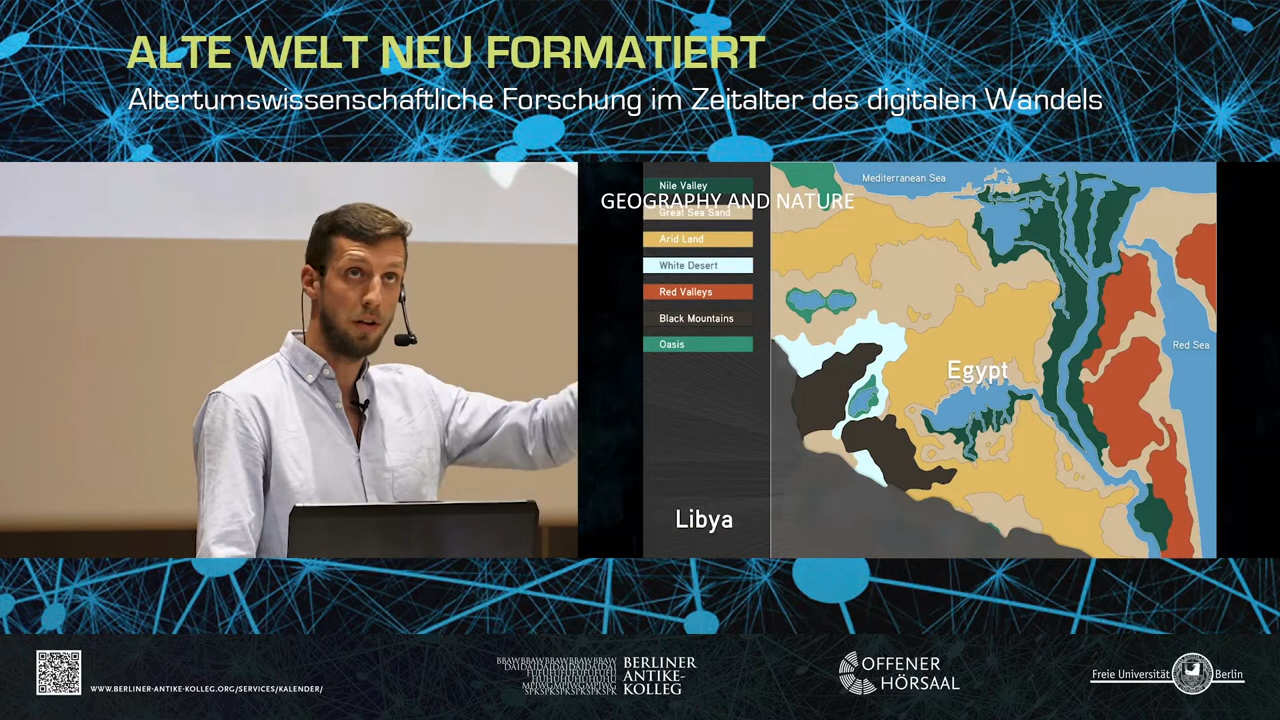 ALTE WELT NEU FORMATIERT
Altertumswissenschaftliche Forschung im Zeitalter des digitalen Wandels
GEOGRAPHY AND NATURE
Nile Valley
Great Sea Sand
Arid Land
White Desert
Red Valleys
Black Mountains
Oasis
Libya
Mediterranean Sea
Red Sea
Egypt
WWW.BERLINER-ANTIKE-KOLLEG.ORG/SERVICES/KALENDER/
BERLINER
ANTIKE-
KOLLEG
OFFENER
HÖRSAAL
Freie Universität Berlin